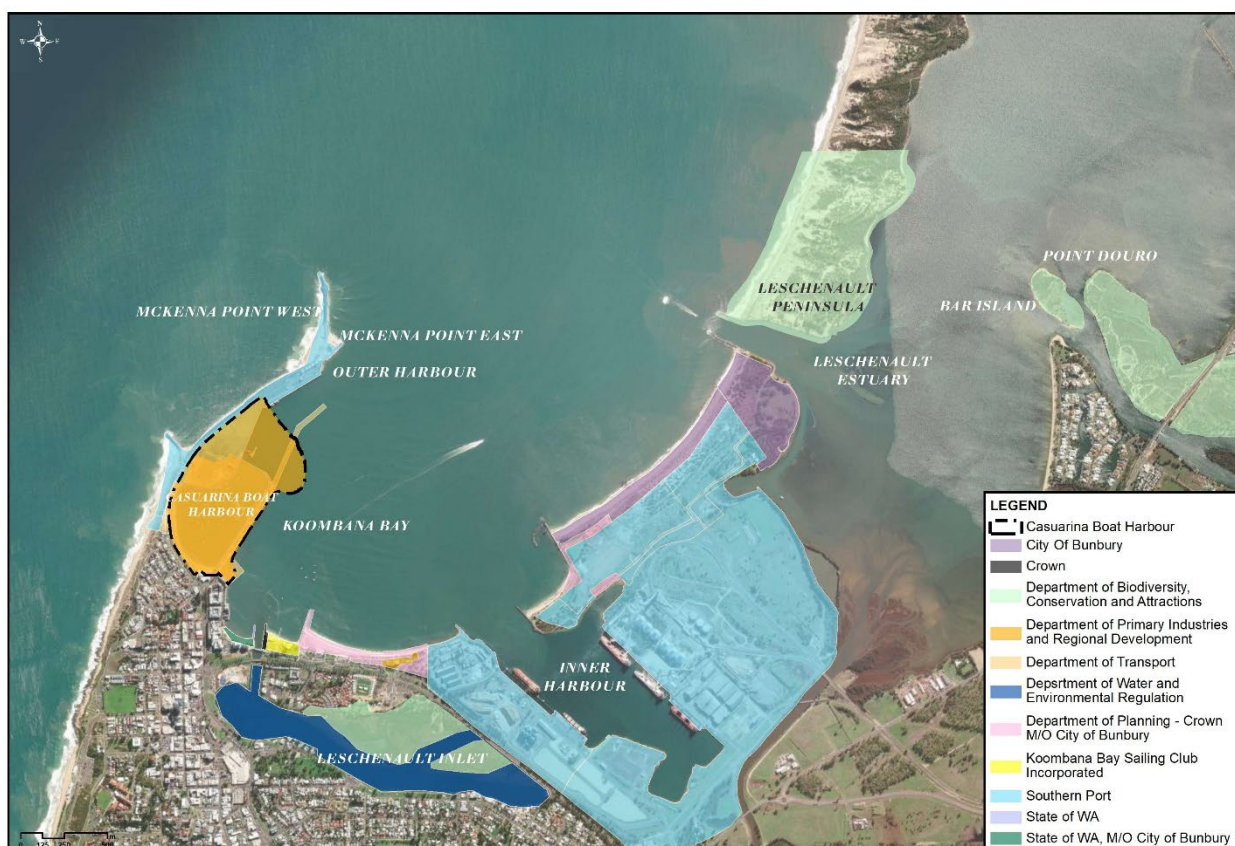 N
W E
S
MCKENNA POINT WEST
MCKENNA POINT EAST
OUTER HARBOUR
CASUARINA BOAT
HARBOUR
KOOMBANA BAY
LESCHENAULT
PENINSULA
POINT DOURO
BAR ISLAND
LESCHENAULT
ESTUARY
INNER
HARBOUR
LESCHENAULT INLET
0 125 250 500
m
LEGEND
Casuarina Boat Harbour
City Of Bunbury
Crown
Department of Biodiversity,
Conservation and Attractions
Department of Primary Industries
and Regional Development
Department of Transport
Depsrtment of Water and
Environmental Regulation
Department of Planning - Crown
M/O City of Bunbury
Koombana Bay Sailing Club
Incorporated
Southern Port
State of WA
State of WA, M/O City of Bunbury